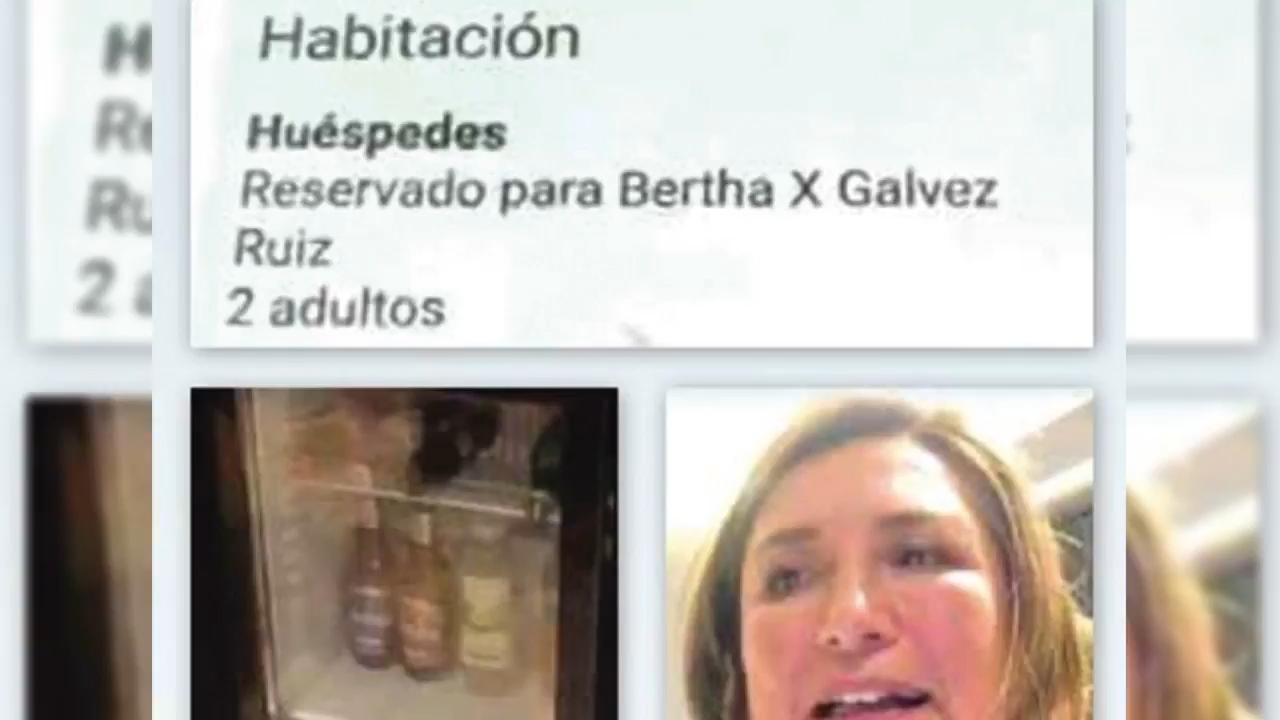 Habitación
Huéspedes
Reservado para Bertha X Galvez
Ruiz
2 adultos